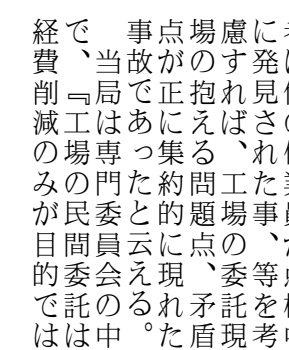 に発見された事、等を考
慮すれば、工場の委託現
場の抱える問題点、矛盾
点が正に集約的に現れた
事故であったと云える。
　当局は専門委員会の中
で、『工場の民間委託は
経費削減のみが目的では